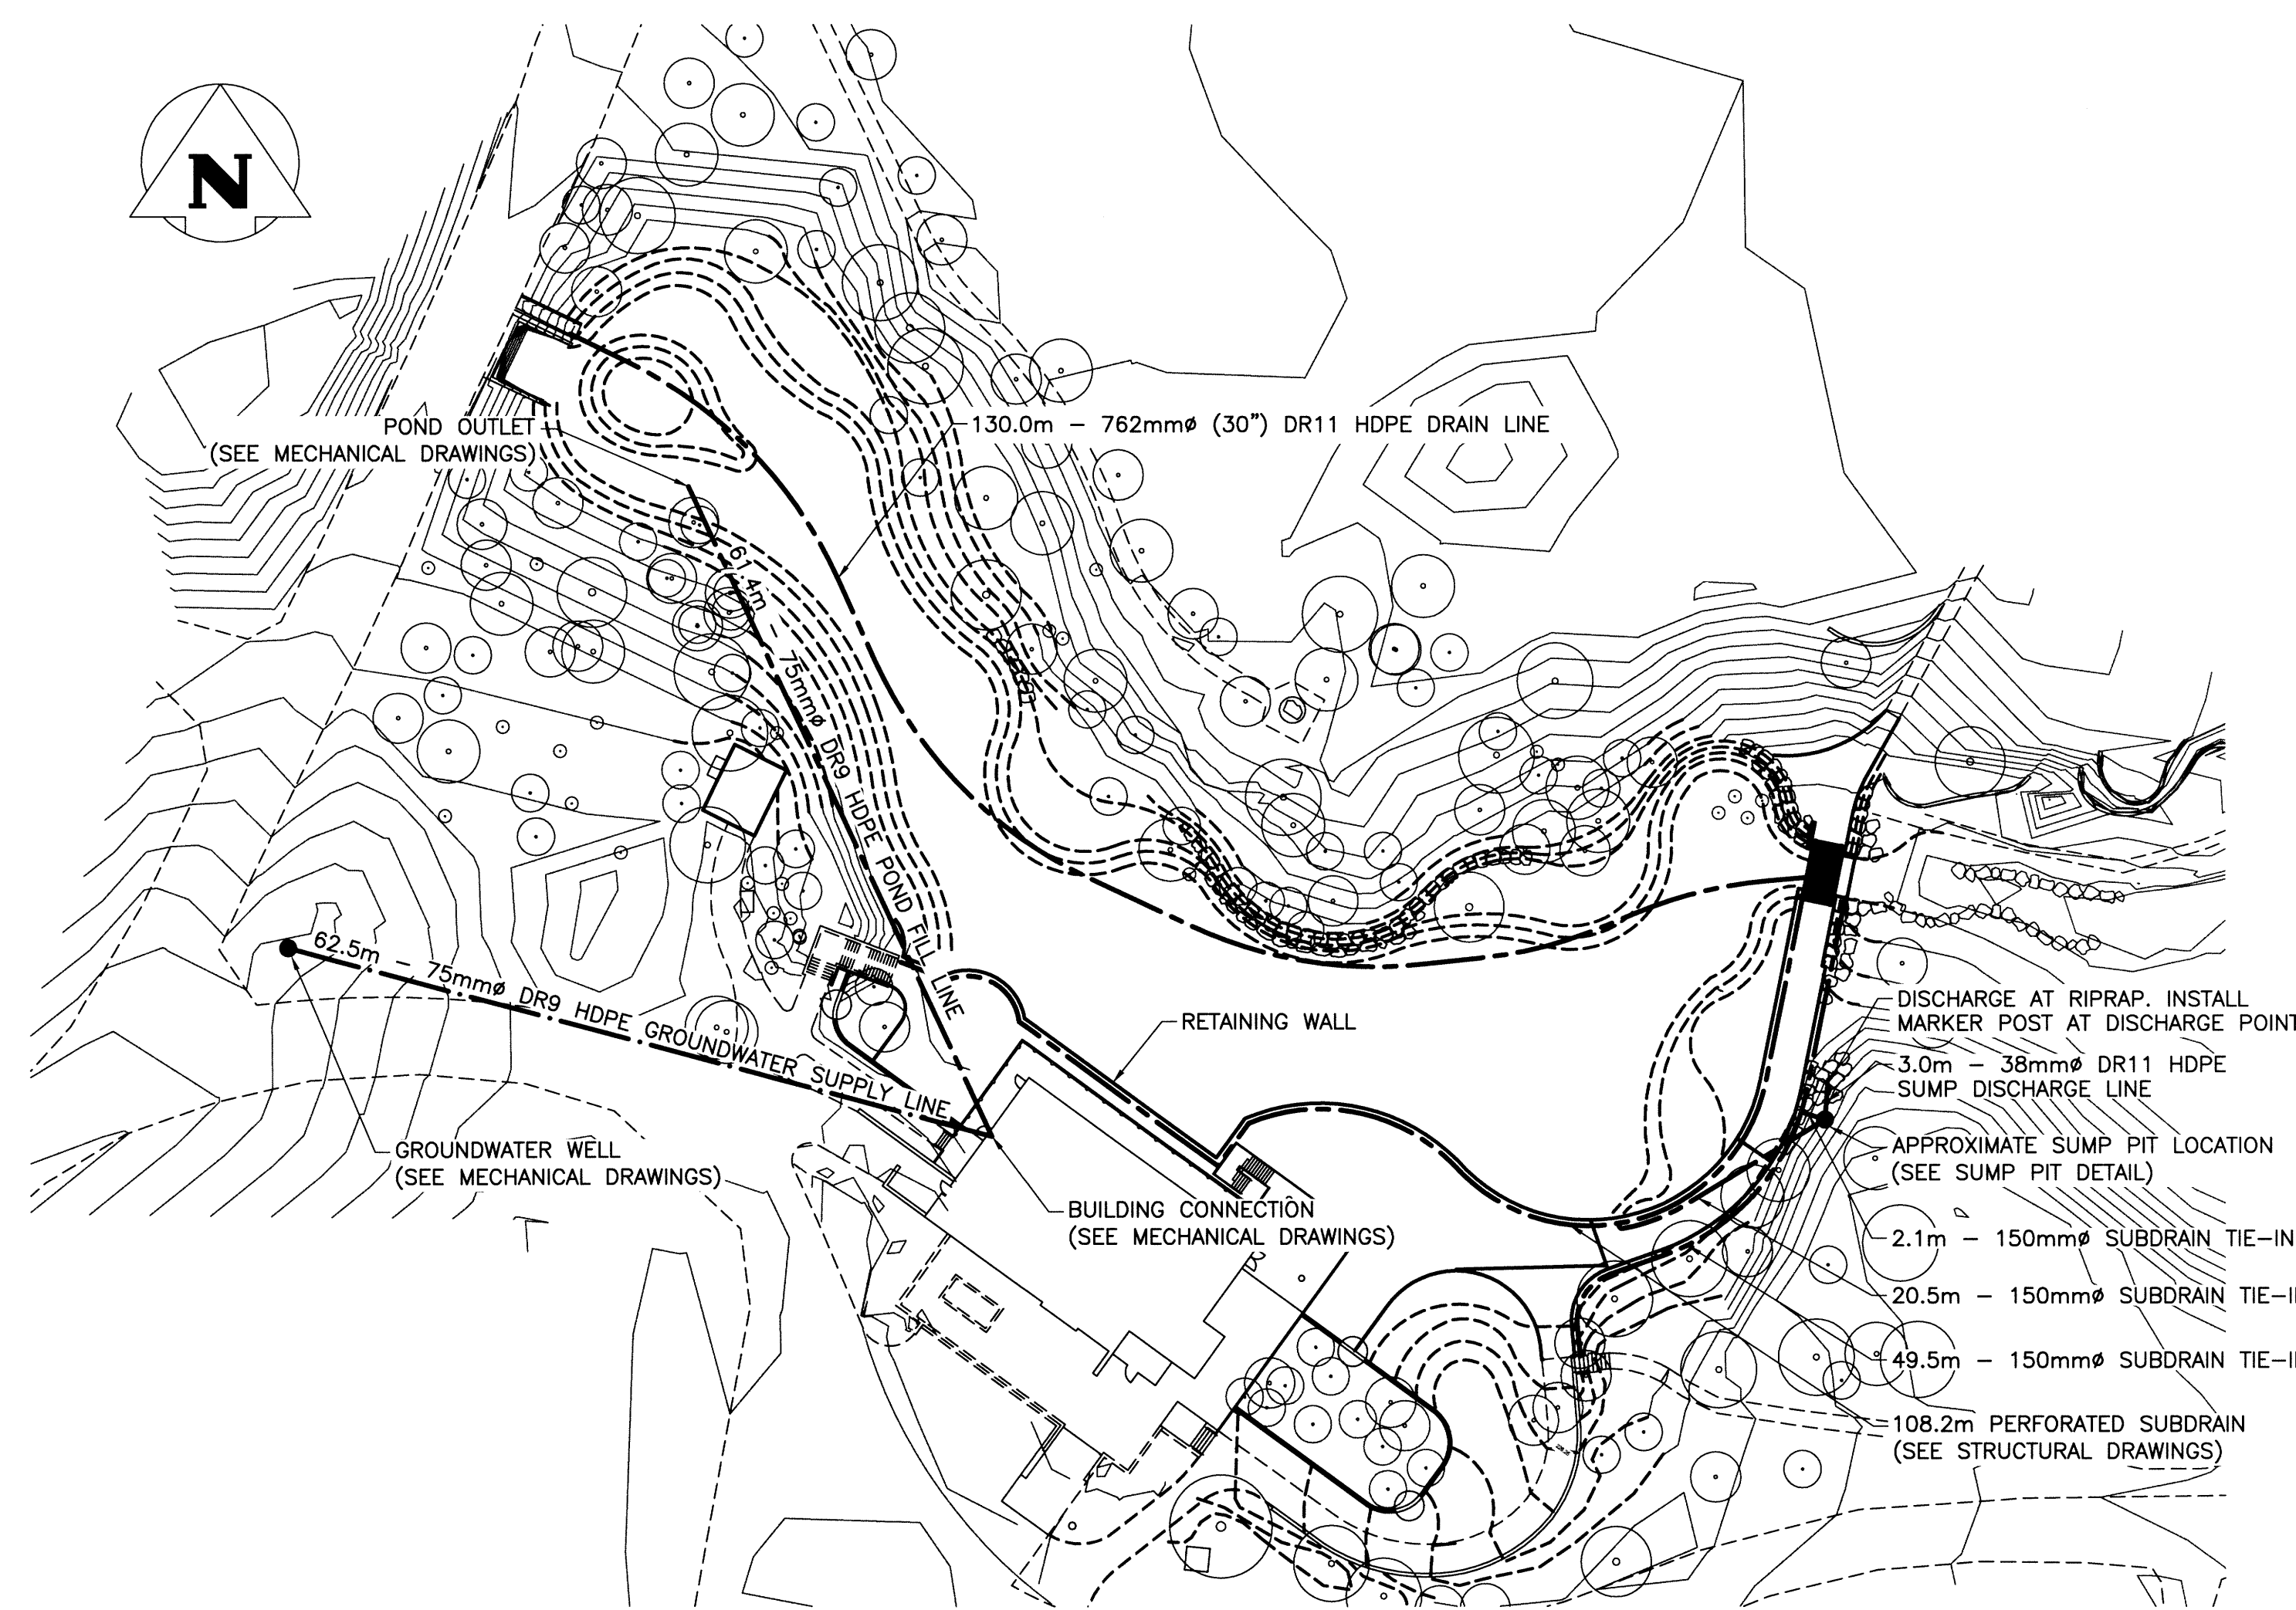 N
POND OUTLET
(SEE MECHANICAL DRAWINGS)
130.0m – 762mmø (30”) DR11 HDPE DRAIN LINE
61.4m – 75mmø DR9 HDPE POND FILL LINE
62.5m – 75mmø DR9 HDPE GROUNDWATER SUPPLY LINE
RETAINING WALL
DISCHARGE AT RIPRAP. INSTALL
MARKER POST AT DISCHARGE POINT
3.0m – 38mmø DR11 HDPE
SUMP DISCHARGE LINE
GROUNDWATER WELL
(SEE MECHANICAL DRAWINGS)
APPROXIMATE SUMP PIT LOCATION
(SEE SUMP PIT DETAIL)
BUILDING CONNECTION
(SEE MECHANICAL DRAWINGS)
2.1m – 150mmø SUBDRAIN TIE–IN
20.5m – 150mmø SUBDRAIN TIE–I
49.5m – 150mmø SUBDRAIN TIE–I
108.2m PERFORATED SUBDRAIN
(SEE STRUCTURAL DRAWINGS)